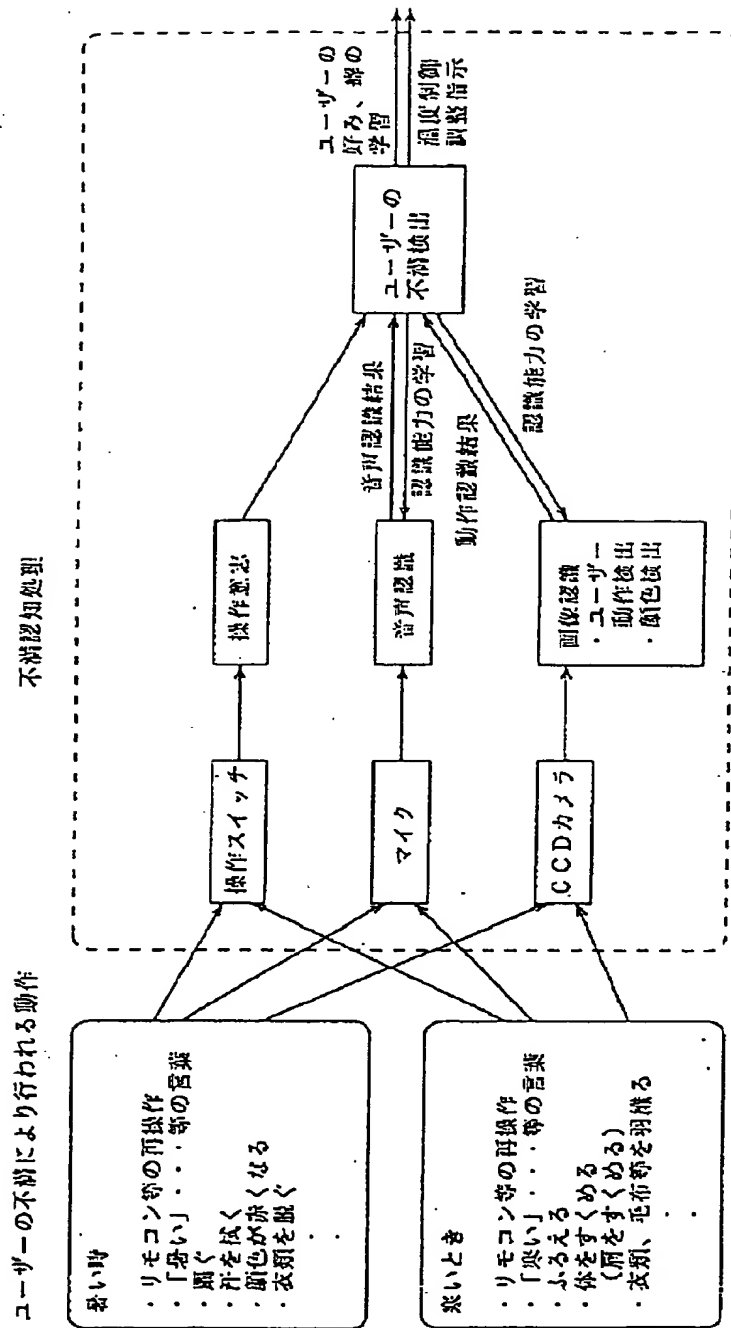 ユーザーの不満により行われる動作
暑い時
・リモコン等の再操作
・「暑い」・・・等の言葉
・扇ぐ
・汗を拭く
・顔色が赤くなる
・衣類を脱ぐ
寒いとき
・リモコン等の再操作
・「寒い」・・・等の言葉
・ふるえる
・体をすくめる
(肩をすくめる)
・衣類、毛布等を羽織る
不満認知処理
操作スイッチ
マイク
CCDカメラ
操作意志
音声認識
画像認識
・ユーザー
動作検出
・顔色検出
音声認識結果
認識能力の学習
動作認識結果
認識能力の学習
ユーザーの
不満検出
ユーザーの
好み、癖の
学習
温度制御
調整指示